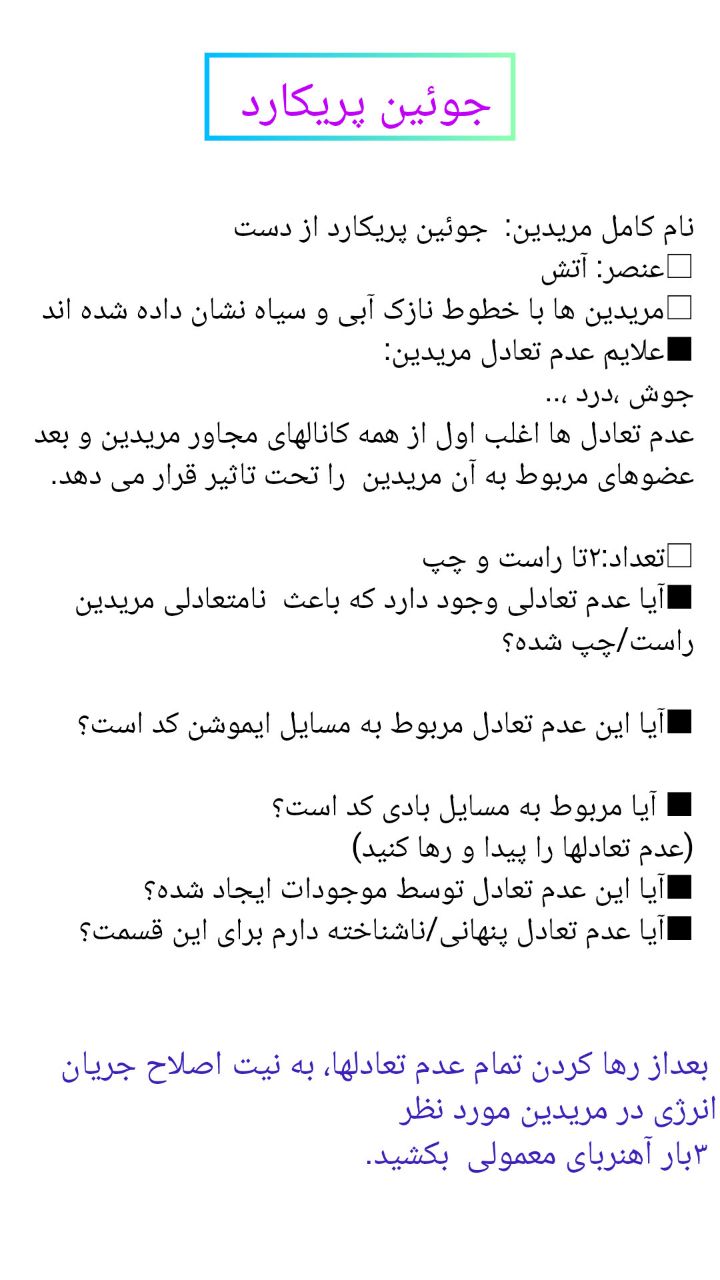 جوئین پریکارد
نام کامل مریدین:  جوئین پریکارد از دست
□عنصر: آتش
□مریدین ها با خطوط نازک آبی و سیاه نشان داده شده اند
■علایم عدم تعادل مریدین:
جوش ،درد ،..
عدم تعادل ها اغلب اول از همه کانالهای مجاور مریدین و بعد
عضوهای مربوط به آن مریدین  را تحت تاثیر قرار می دهد.
□تعداد:۲تا راست و چپ
■آیا عدم تعادلی وجود دارد که باعث  نامتعادلی مریدین
راست/چپ شده؟
■آیا این عدم تعادل مربوط به مسایل ایموشن کد است؟
■ آیا مربوط به مسایل بادی کد است؟
(عدم تعادلها را پیدا و رها کنید)
■آیا این عدم تعادل توسط موجودات ایجاد شده؟
■آیا عدم تعادل پنهانی/ناشناخته دارم برای این قسمت؟
بعداز رها کردن تمام عدم تعادلها، به نیت اصلاح جریان
انرژی در مریدین مورد نظر
۳بار آهنربای معمولی  بکشید.